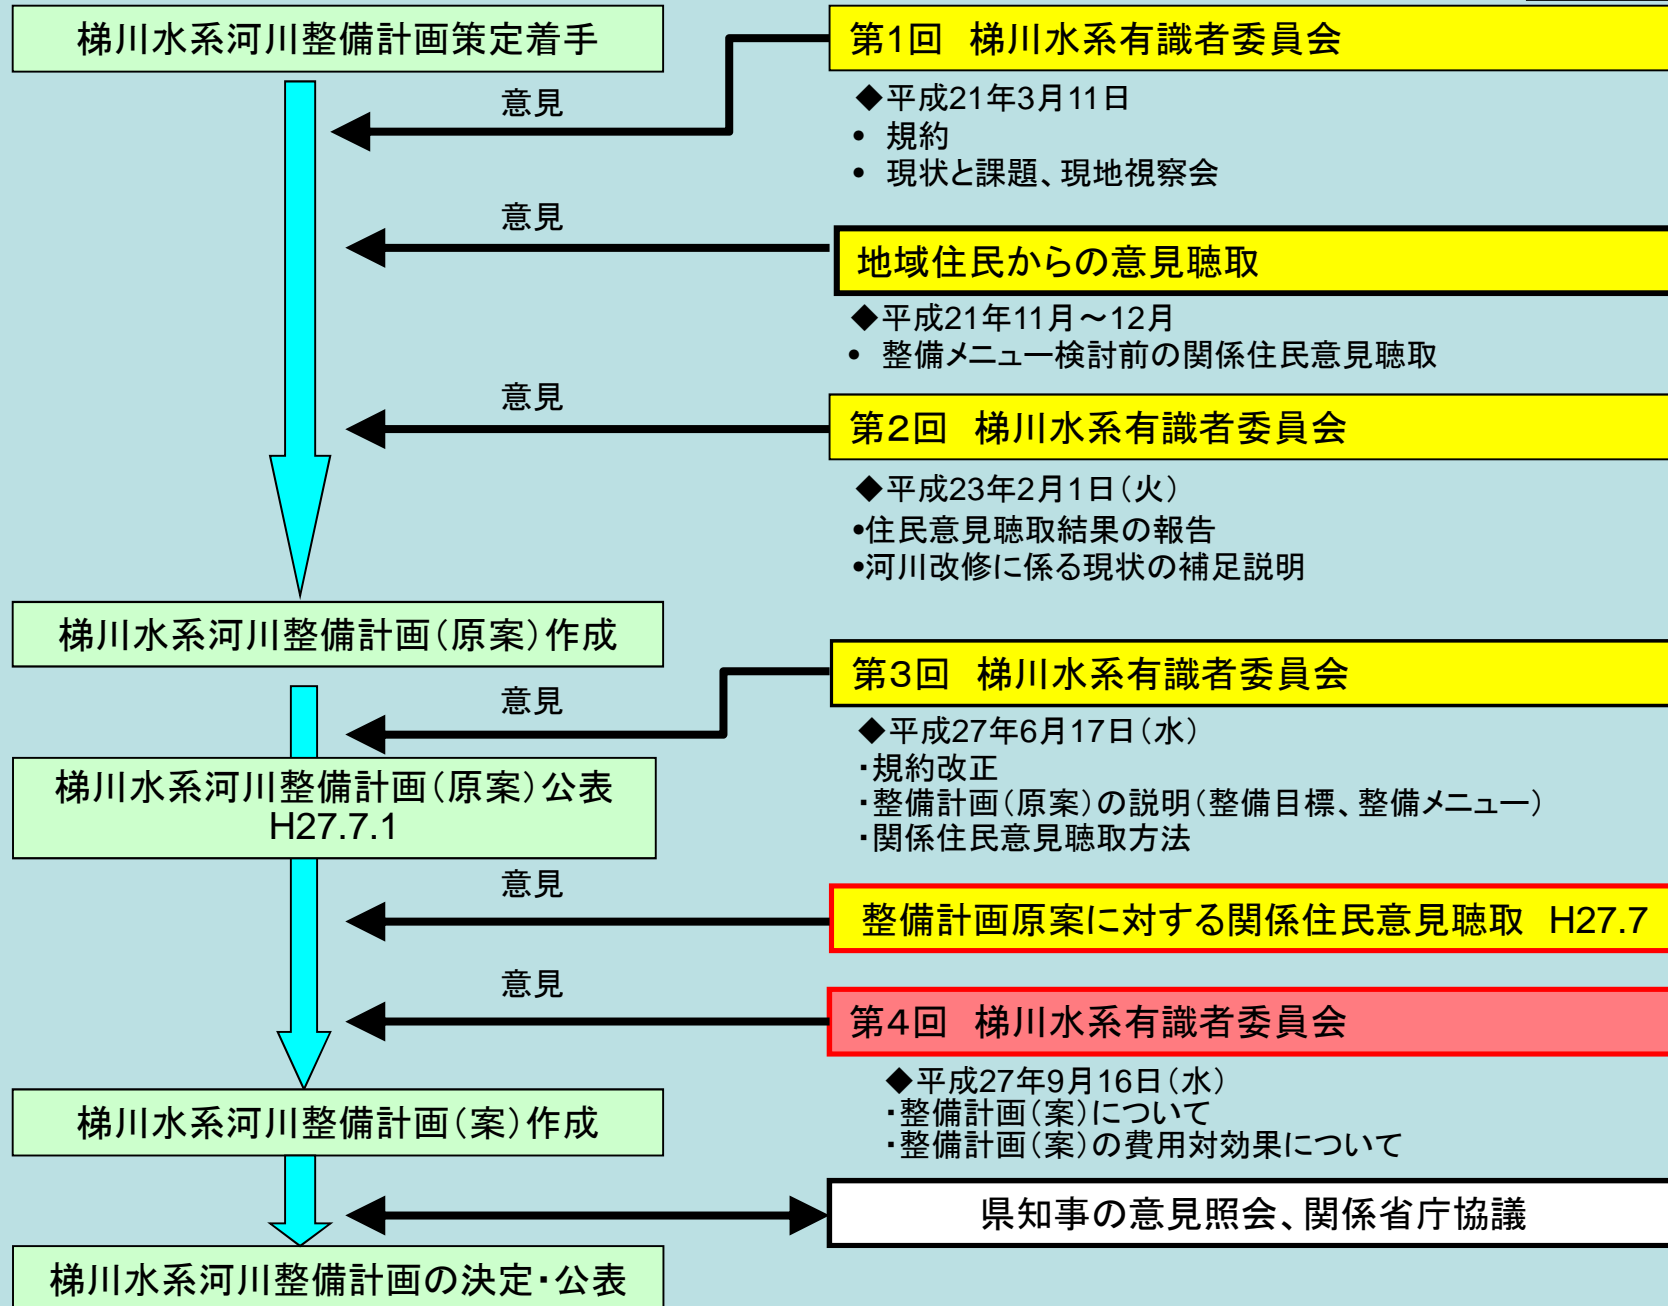 梯川水系河川整備計画策定着手
第1回 梯川水系有識者委員会
意見
◆平成21年3月11日
• 規約
• 現状と課題、現地視察会
意見
地域住民からの意見聴取
◆平成21年11月～12月
• 整備メニュー検討前の関係住民意見聴取
意見
第２回 梯川水系有識者委員会
◆平成23年2月1日（火）
•住民意見聴取結果の報告
•河川改修に係る現状の補足説明
梯川水系河川整備計画（原案）作成
第３回 梯川水系有識者委員会
意見
◆平成27年6月17日（水）
・規約改正
・整備計画（原案）の説明（整備目標、整備メニュー）
・関係住民意見聴取方法
梯川水系河川整備計画（原案）公表
H27.7.1
意見
整備計画原案に対する関係住民意見聴取 H27.7
意見
第４回 梯川水系有識者委員会
◆平成27年9月16日（水）
・整備計画（案）について
・整備計画（案）の費用対効果について
梯川水系河川整備計画（案）作成
県知事の意見照会、関係省庁協議
梯川水系河川整備計画の決定・公表